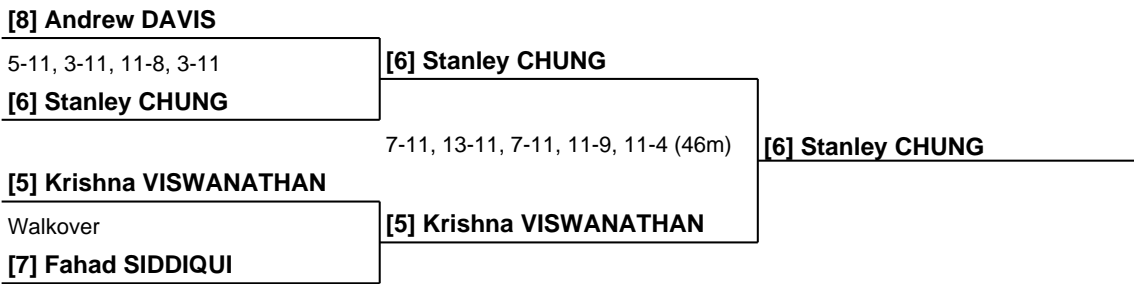 [8] Andrew DAVIS
5-11, 3-11, 11-8, 3-11
[6] Stanley CHUNG
[6] Stanley CHUNG
7-11, 13-11, 7-11, 11-9, 11-4 (46m)
[6] Stanley CHUNG
[5] Krishna VISWANATHAN
Walkover
[5] Krishna VISWANATHAN
[7] Fahad SIDDIQUI